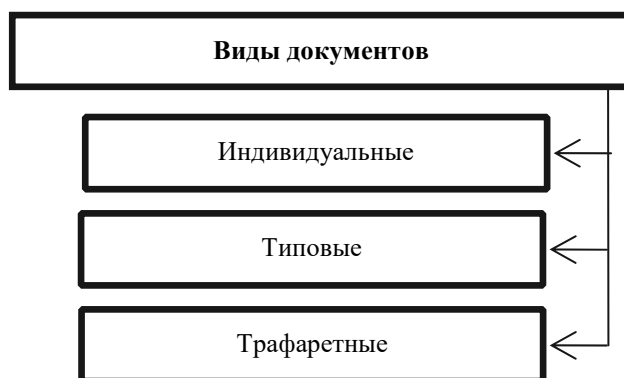 Виды документов
Индивидуальные
Типовые
Трафаретные